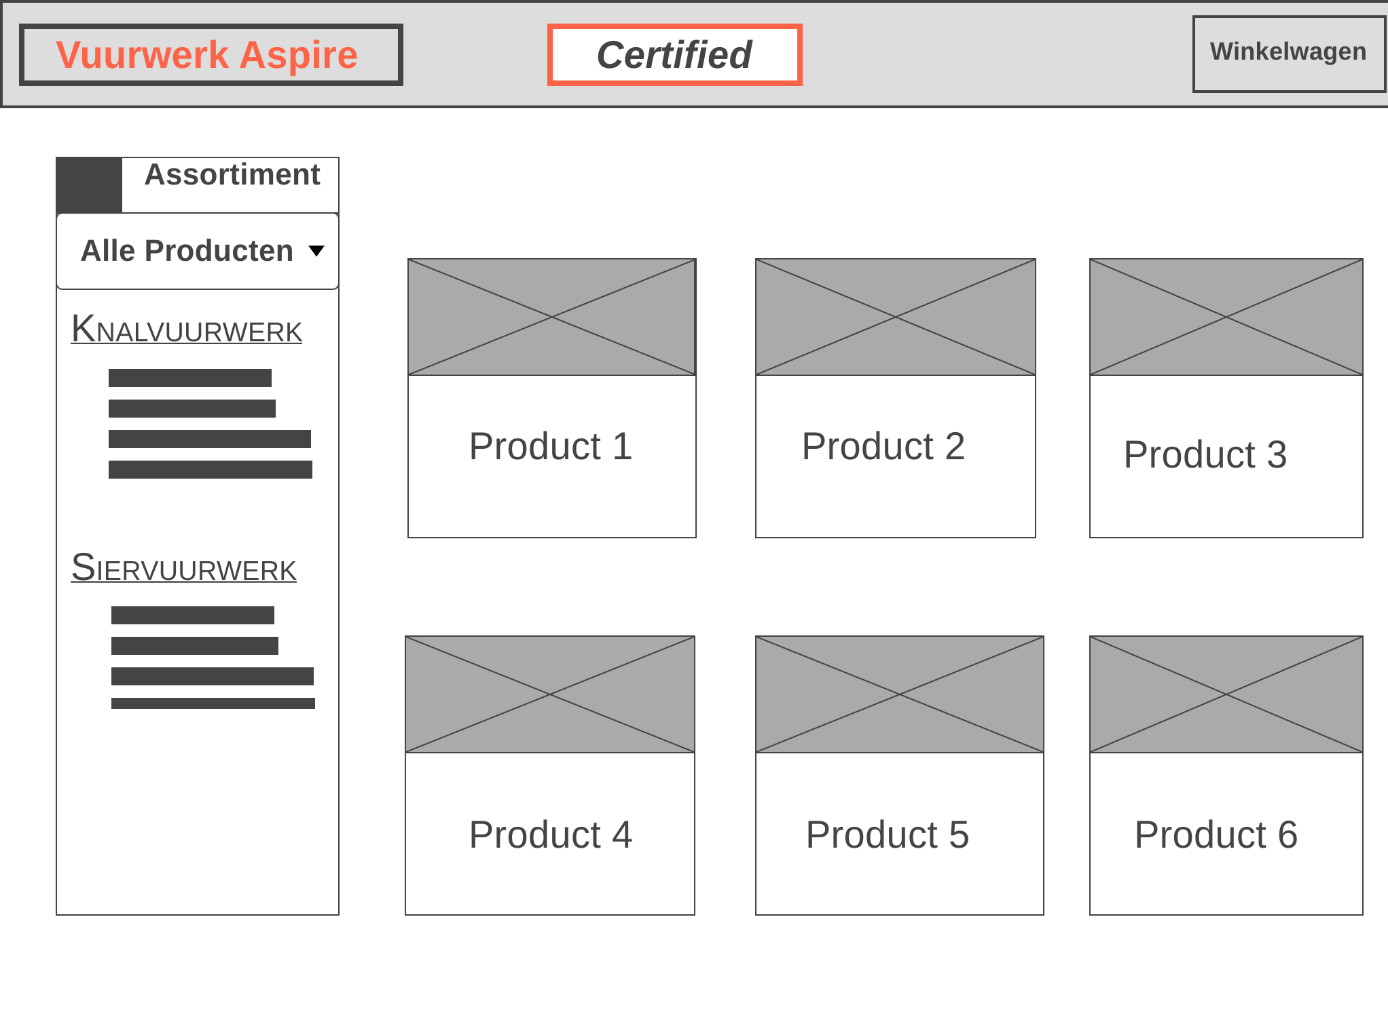 Vuurwerk Aspire
Certified
Winkelwagen
Assortiment
Alle Producten
KNALVUURWERK
SIERVUURWERK
Product 1
Product 2
Product 3
Product 4
Product 5
Product 6